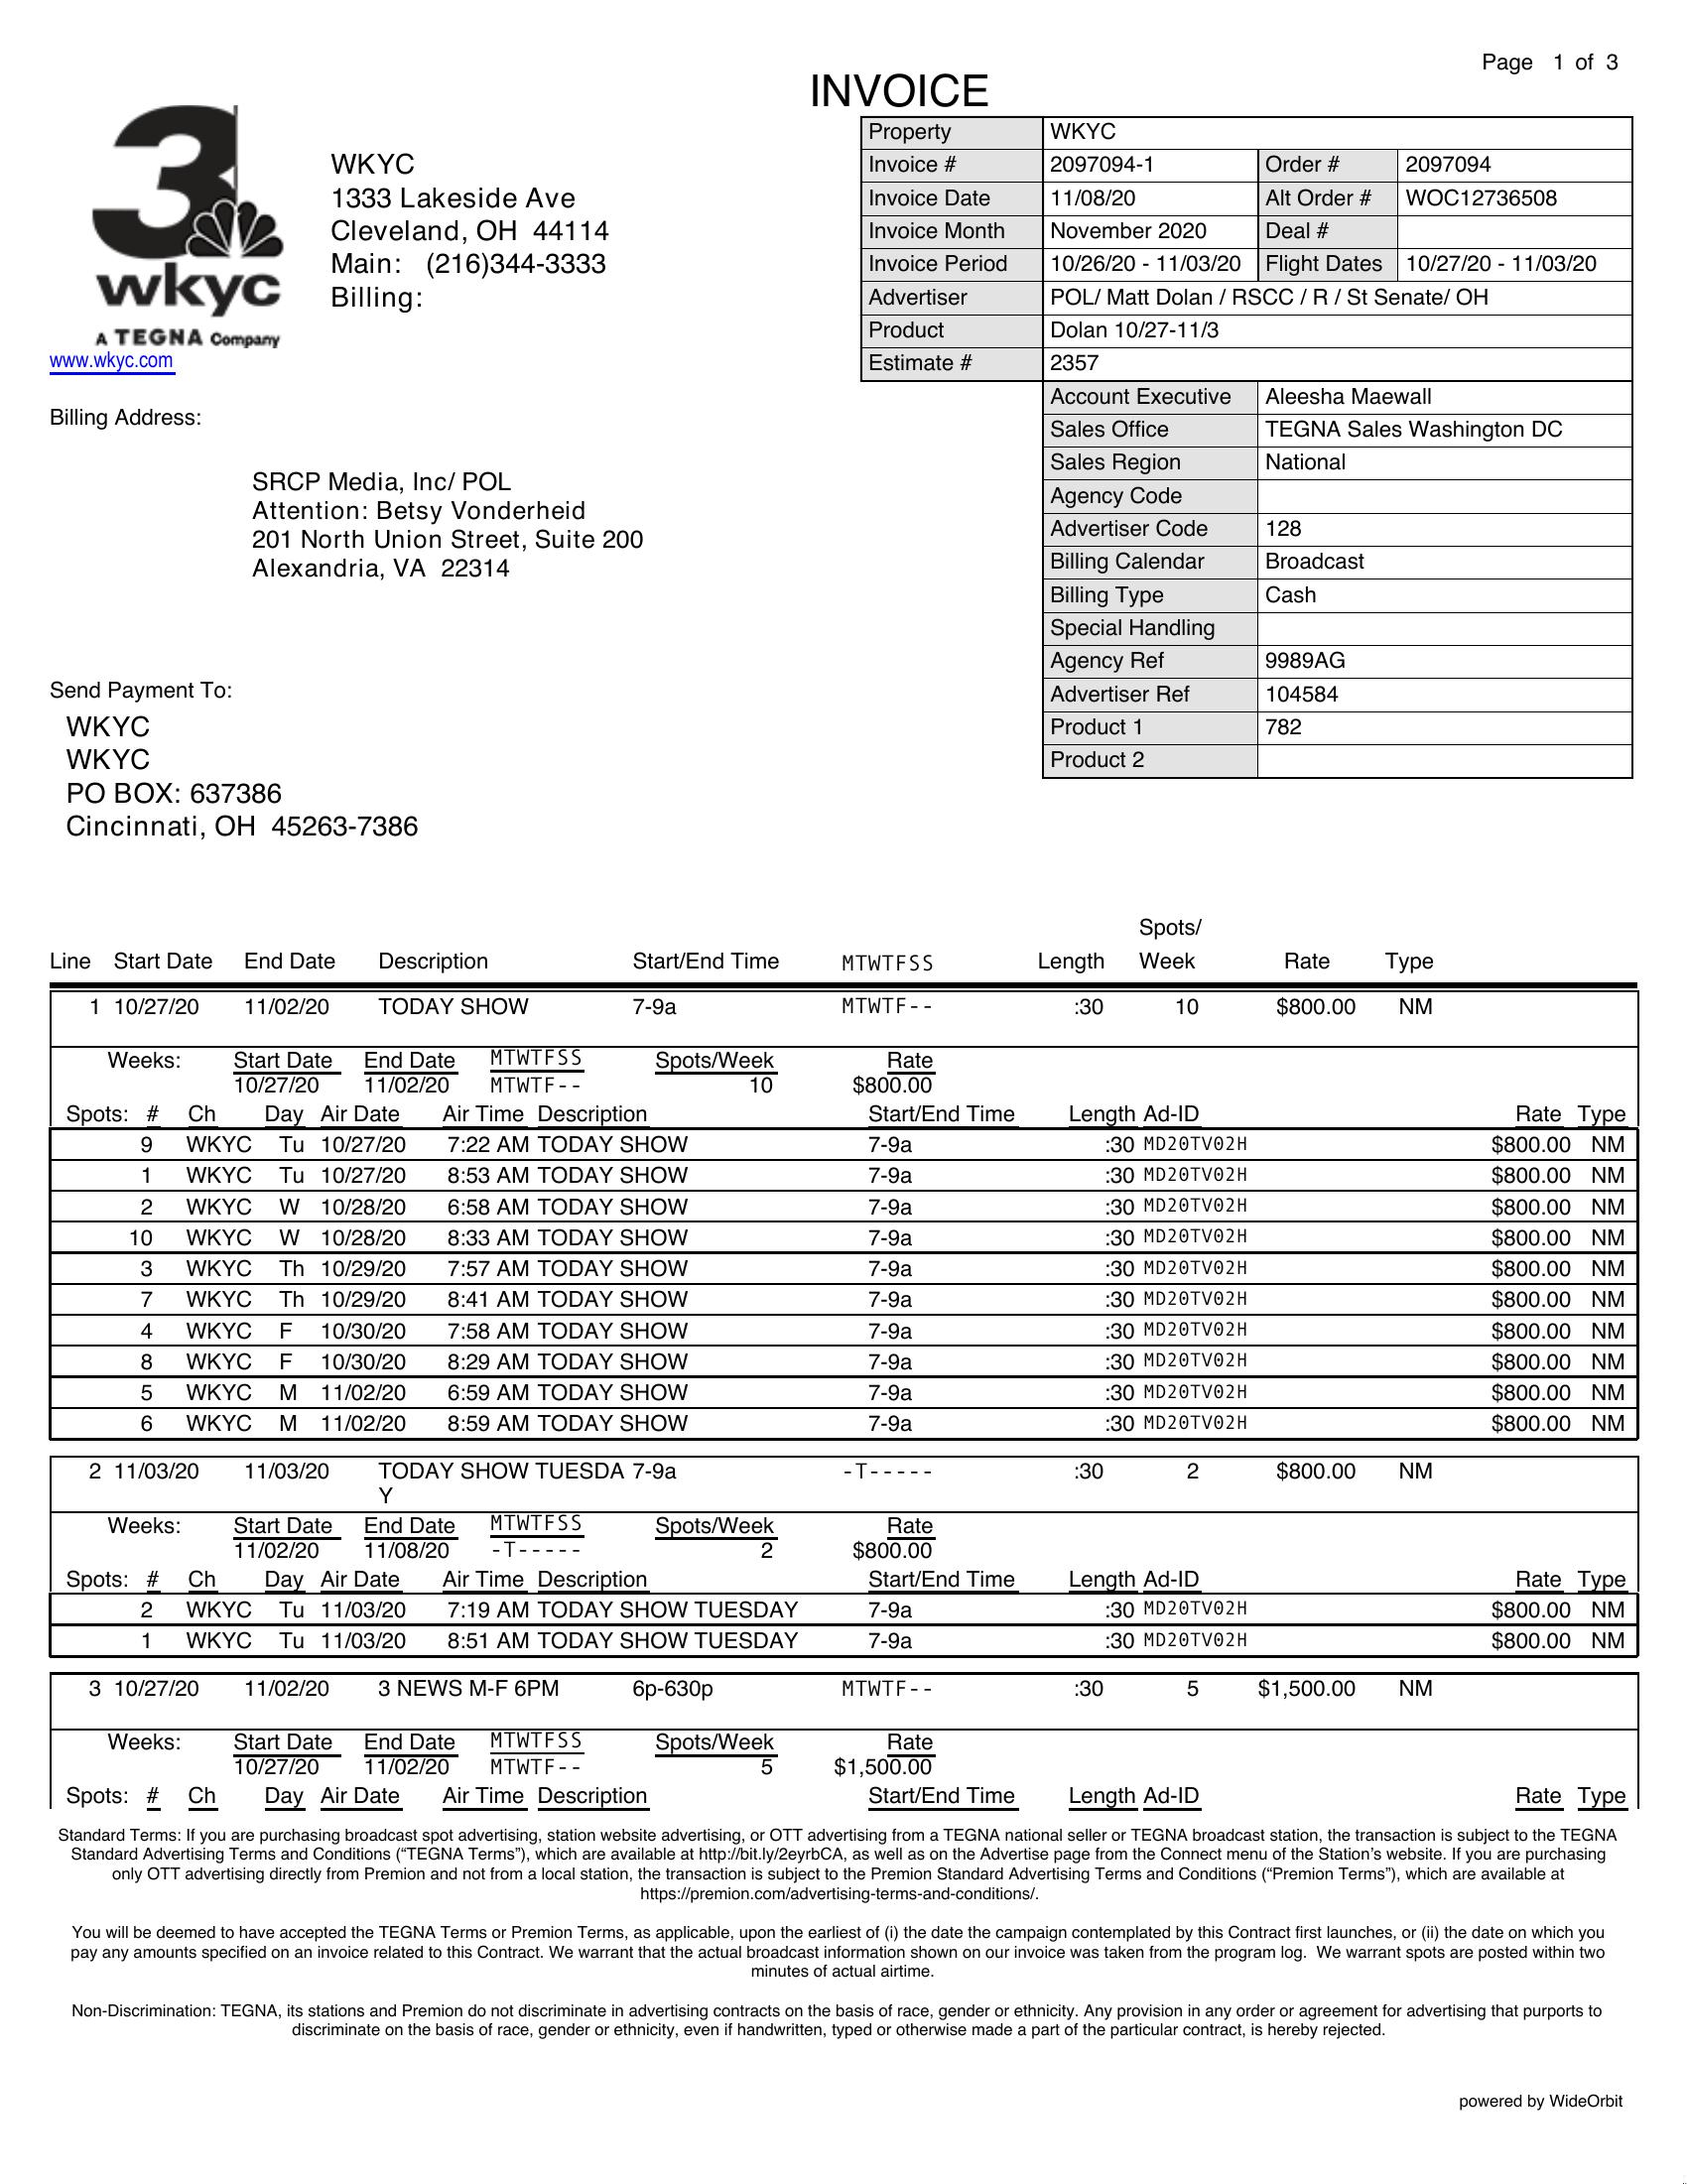 Page 1 of 3
INVOICE
3
wkyc
A TEGNA Company
www.wkyc.com
WKYC
1333 Lakeside Ave
Cleveland, OH 44114
Main: (216)344-3333
Billing:
Property WKYC
Invoice # 2097094-1 Order # 2097094
Invoice Date 11/08/20 Alt Order # WOC12736508
Invoice Month November 2020 Deal #
Invoice Period 10/26/20 - 11/03/20 Flight Dates 10/27/20 - 11/03/20
Advertiser POL/ Matt Dolan / RSCC / R / St Senate/ OH
Product Dolan 10/27-11/3
Estimate # 2357
Account Executive Aleesha Maewall
Sales Office TEGNA Sales Washington DC
Sales Region National
Agency Code
Advertiser Code 128
Billing Calendar Broadcast
Billing Type Cash
Special Handling
Agency Ref 9989AG
Advertiser Ref 104584
Product 1 782
Product 2
Billing Address:
SRCP Media, Inc/ POL
Attention: Betsy Vonderheid
201 North Union Street, Suite 200
Alexandria, VA 22314
Send Payment To:
WKYC
WKYC
PO BOX: 637386
Cincinnati, OH 45263-7386
Spots/
Line Start Date End Date Description Start/End Time MTWTFSS Length Week Rate Type
1 10/27/20 11/02/20 TODAY SHOW 7-9a MTWTF-- :30 10 $800.00 NM
Weeks: Start Date End Date MTWTFSS Spots/Week Rate
10/27/20 11/02/20 MTWTF-- 10 $800.00
Spots: # Ch Day Air Date Air Time Description Start/End Time Length Ad-ID Rate Type
9 WKYC Tu 10/27/20 7:22 AM TODAY SHOW 7-9a :30 MD20TV02H $800.00 NM
1 WKYC Tu 10/27/20 8:53 AM TODAY SHOW 7-9a :30 MD20TV02H $800.00 NM
2 WKYC W 10/28/20 6:58 AM TODAY SHOW 7-9a :30 MD20TV02H $800.00 NM
10 WKYC W 10/28/20 8:33 AM TODAY SHOW 7-9a :30 MD20TV02H $800.00 NM
3 WKYC Th 10/29/20 7:57 AM TODAY SHOW 7-9a :30 MD20TV02H $800.00 NM
7 WKYC Th 10/29/20 8:41 AM TODAY SHOW 7-9a :30 MD20TV02H $800.00 NM
4 WKYC F 10/30/20 7:58 AM TODAY SHOW 7-9a :30 MD20TV02H $800.00 NM
8 WKYC F 10/30/20 8:29 AM TODAY SHOW 7-9a :30 MD20TV02H $800.00 NM
5 WKYC M 11/02/20 6:59 AM TODAY SHOW 7-9a :30 MD20TV02H $800.00 NM
6 WKYC M 11/02/20 8:59 AM TODAY SHOW 7-9a :30 MD20TV02H $800.00 NM
2 11/03/20 11/03/20 TODAY SHOW TUESDA 7-9a -T----- :30 2 $800.00 NM
Y
Weeks: Start Date End Date MTWTFSS Spots/Week Rate
11/02/20 11/08/20 -T----- 2 $800.00
Spots: # Ch Day Air Date Air Time Description Start/End Time Length Ad-ID Rate Type
2 WKYC Tu 11/03/20 7:19 AM TODAY SHOW TUESDAY 7-9a :30 MD20TV02H $800.00 NM
1 WKYC Tu 11/03/20 8:51 AM TODAY SHOW TUESDAY 7-9a :30 MD20TV02H $800.00 NM
3 10/27/20 11/02/20 3 NEWS M-F 6PM 6p-630p MTWTF-- :30 5 $1,500.00 NM
Weeks: Start Date End Date MTWTFSS Spots/Week Rate
10/27/20 11/02/20 MTWTF-- 5 $1,500.00
Spots: # Ch Day Air Date Air Time Description Start/End Time Length Ad-ID Rate Type
Standard Terms: If you are purchasing broadcast spot advertising, station website advertising, or OTT advertising from a TEGNA national seller or TEGNA broadcast station, the transaction is subject to the TEGNA
Standard Advertising Terms and Conditions (“TEGNA Terms”), which are available at http://bit.ly/2eyrbCA, as well as on the Advertise page from the Connect menu of the Station's website. If you are purchasing
only OTT advertising directly from Premion and not from a local station, the transaction is subject to the Premion Standard Advertising Terms and Conditions (“Premion Terms”), which are available at
https://premion.com/advertising-terms-and-conditions/.
You will be deemed to have accepted the TEGNA Terms or Premion Terms, as applicable, upon the earliest of (i) the date the campaign contemplated by this Contract first launches, or (ii) the date on which you
pay any amounts specified on an invoice related to this Contract. We warrant that the actual broadcast information shown on our invoice was taken from the program log. We warrant spots are posted within two
minutes of actual airtime.
Non-Discrimination: TEGNA, its stations and Premion do not discriminate in advertising contracts on the basis of race, gender or ethnicity. Any provision in any order or agreement for advertising that purports to
discriminate on the basis of race, gender or ethnicity, even if handwritten, typed or otherwise made a part of the particular contract, is hereby rejected.
powered by WideOrbit